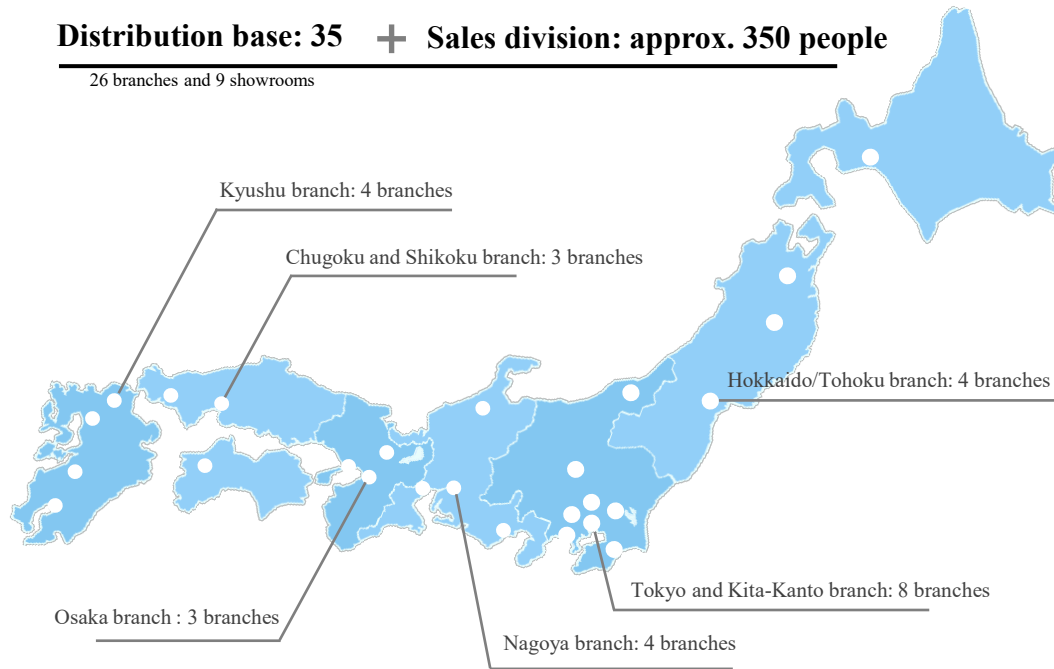 Distribution base: 35 + Sales division: approx. 350 people
26 branches and 9 showrooms
Kyushu branch: 4 branches
Chugoku and Shikoku branch: 3 branches
Hokkaido/Tohoku branch: 4 branches
Tokyo and Kita-Kanto branch: 8 branches
Osaka branch : 3 branches
Nagoya branch: 4 branches